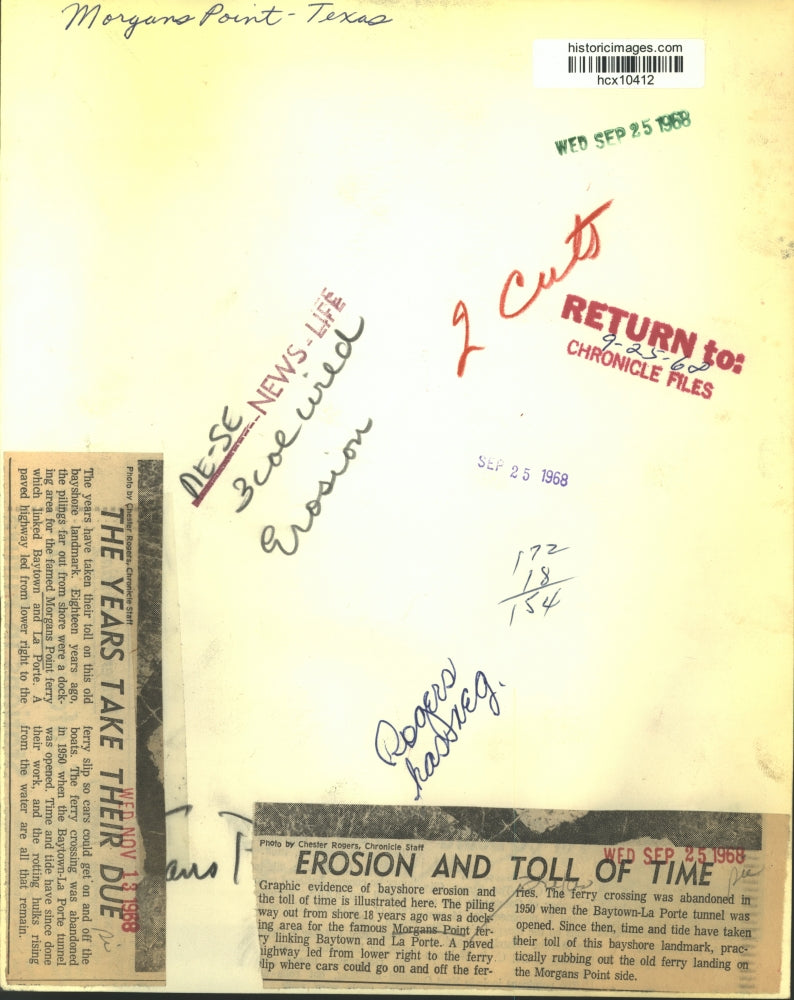 Morgans Point - Texas
historicimages.com
hcx10412
WED SEP 25 1968
2 Cuts
RETURN to:
9-25-68
CHRONICLE FILES
NEWS - LIFE
NE-SE
3 col wired
Erosion
SEP 25 1968
172
18
154
Rogers
has neg.
Photo by Chester Rogers, Chronicle Staff
THE YEARS TAKE THEIR DUE
WED NOV 13 1968
The years have taken their toll on this old
bayshore landmark. Eighteen years ago,
the pilings far out from shore were a dock-
ing area for the famed Morgans Point ferry
which linked Baytown and La Porte. A
paved highway led from lower right to the
ferry slip so cars could get on and off the
boats. The ferry crossing was abandoned
in 1950 when the Baytown-La Porte tunnel
was opened. Time and tide have since done
their work, and the rotting hulks rising
from the water are all that remain.
Photo by Chester Rogers, Chronicle Staff
WED SEP 25 1968
EROSION AND TOLL OF TIME
Graphic evidence of bayshore erosion and
the toll of time is illustrated here. The piling
way out from shore 18 years ago was a dock-
ing area for the famous Morgans Point fer-
ry linking Baytown and La Porte. A paved
highway led from lower right to the ferry
slip where cars could go on and off the fer-
ries. The ferry crossing was abandoned in
1950 when the Baytown-La Porte tunnel was
opened. Since then, time and tide have taken
their toll of this bayshore landmark, prac-
tically rubbing out the old ferry landing on
the Morgans Point side.